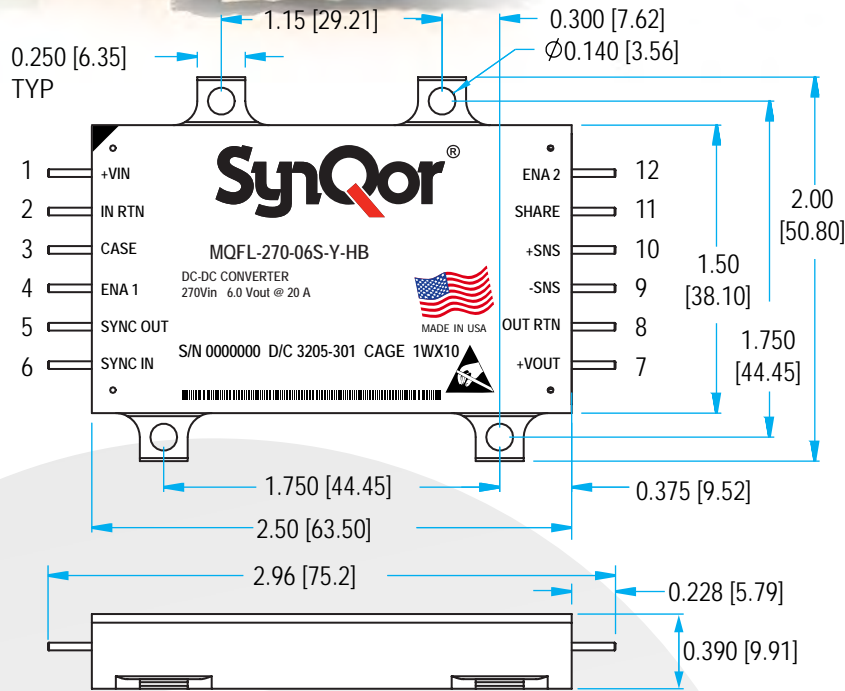 1.15 [29.21]
0.300 [7.62]
0.250 [6.35]
TYP
Ø0.140 [3.56]
SynQor®
1 +VIN
2 IN RTN
3 CASE
4 ENA 1
5 SYNC OUT
6 SYNC IN
ENA 2 12
SHARE 11
+SNS 10
-SNS 9
OUT RTN 8
+VOUT 7
MQFL-270-06S-Y-HB
DC-DC CONVERTER
270Vin 6.0 Vout @ 20 A
MADE IN USA
S/N 0000000 D/C 3205-301 CAGE 1WX10
2.00
[50.80]
1.50
[38.10]
1.750
[44.45]
1.750 [44.45]
0.375 [9.52]
2.50 [63.50]
2.96 [75.2]
0.228 [5.79]
0.390 [9.91]